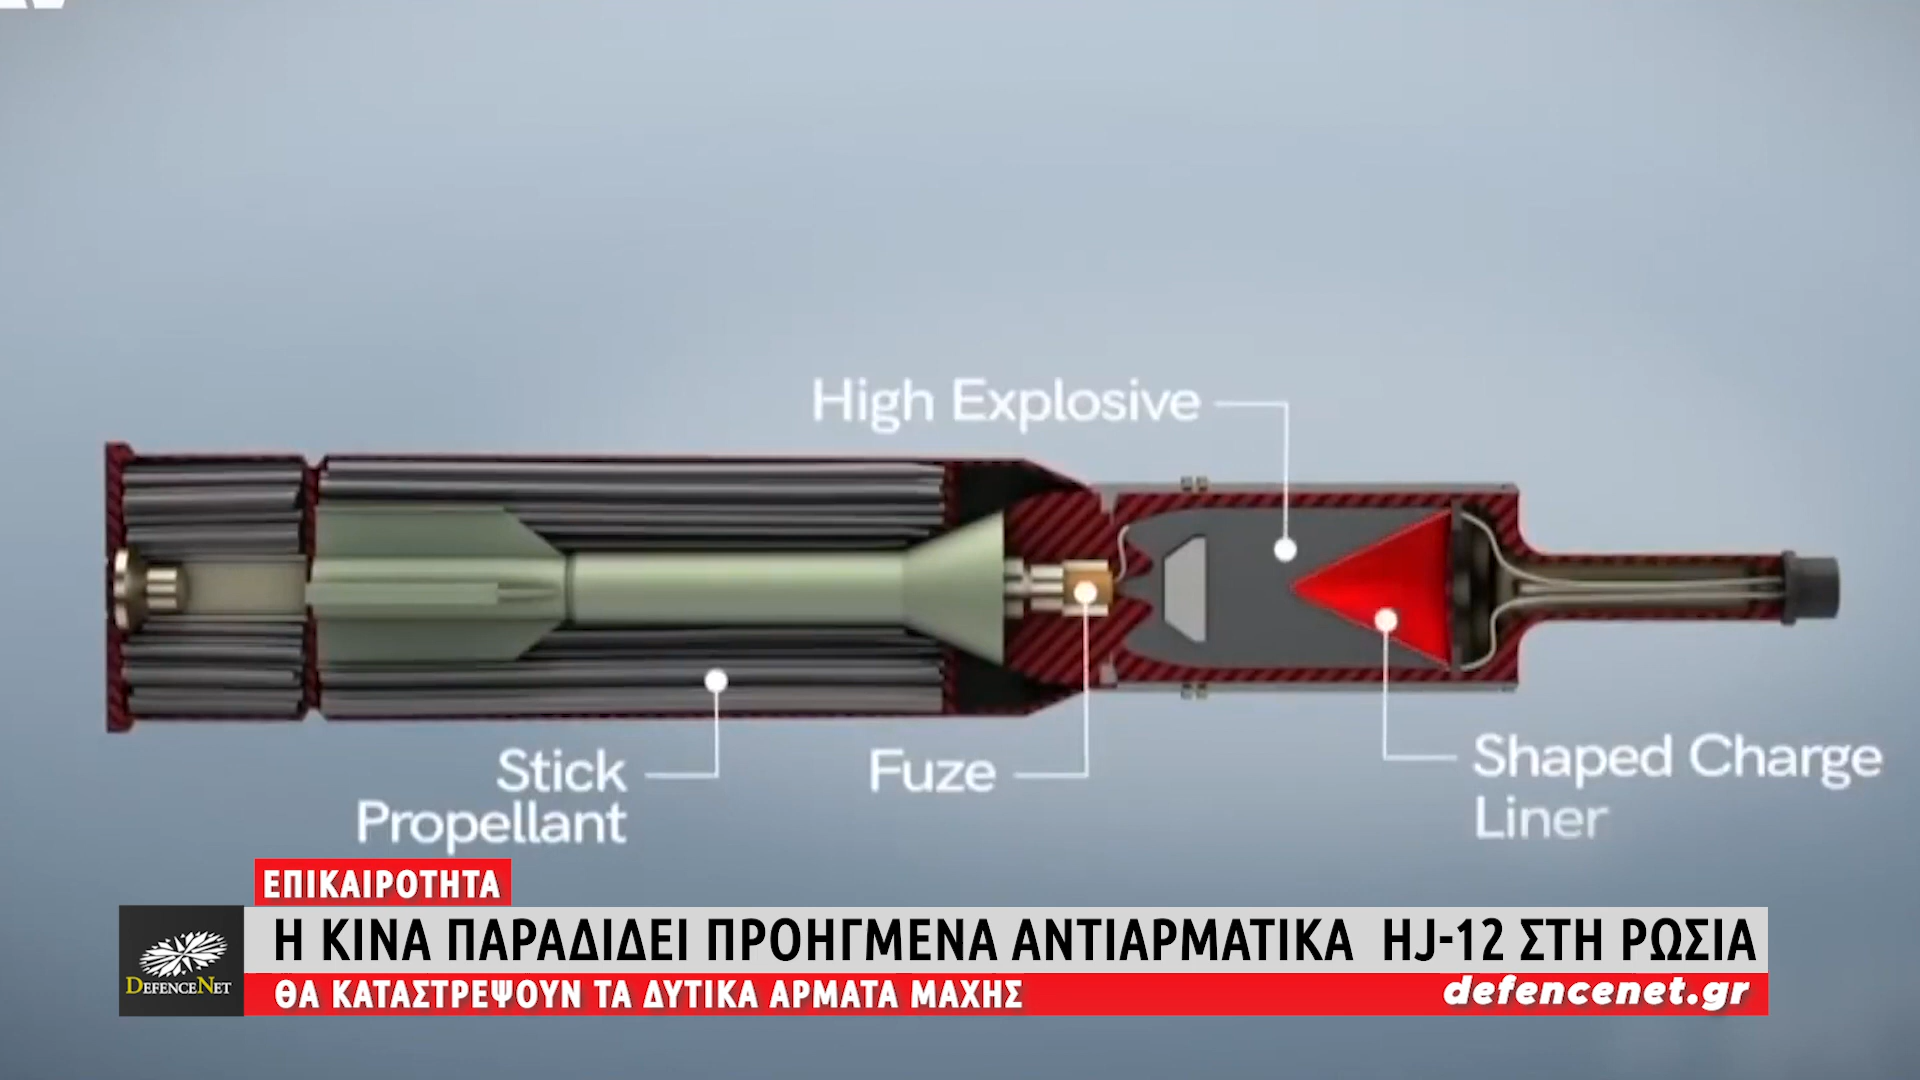 High Explosive
Stick
Propellant
Fuze
Shaped Charge
Liner
ΕΠΙΚΑΙΡΟΤΗΤΑ
Η ΚΙΝΑ ΠΑΡΑΔΙΔΕΙ ΠΡΟΗΓΜΕΝΑ ΑΝΤΙΑΡΜΑΤΙΚΑ HJ-12 ΣΤΗ ΡΩΣΙΑ
DEFENCENET
ΘΑ ΚΑΤΑΣΤΡΕΨΟΥΝ ΤΑ ΔΥΤΙΚΑ ΑΡΜΑΤΑ ΜΑΧΗΣ
defencenet.gr